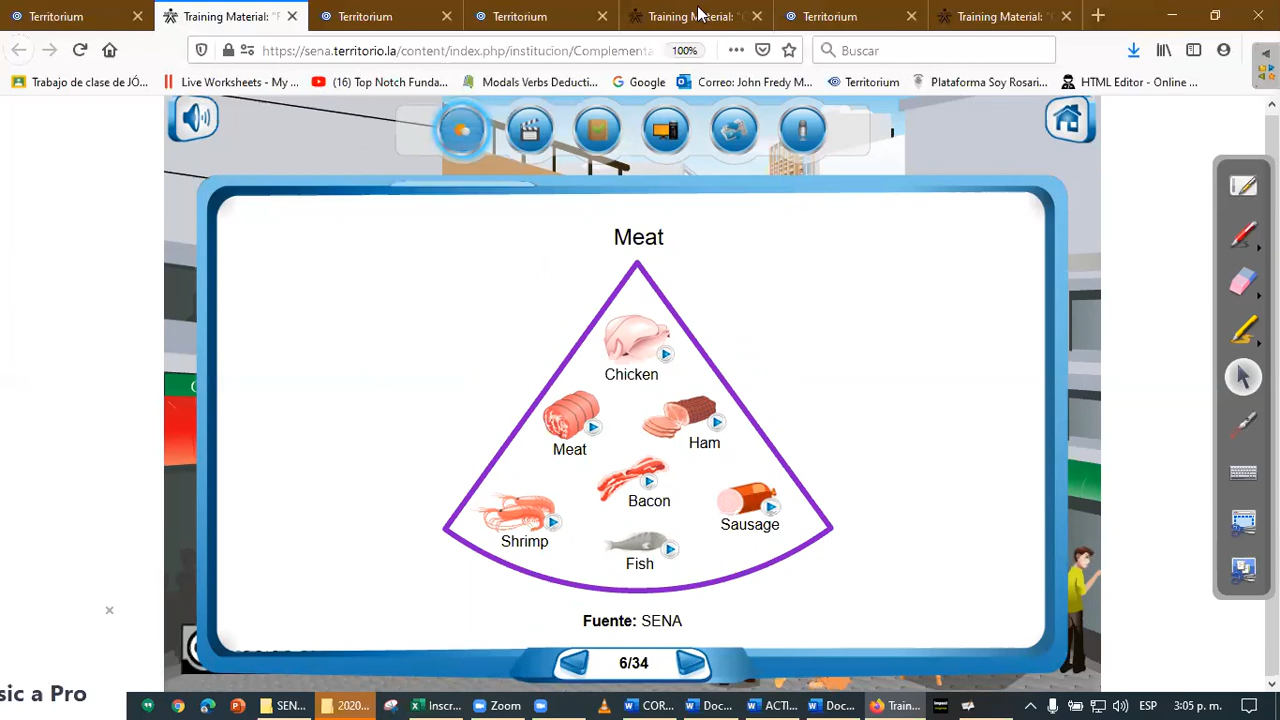 Territorium
Training Material: "F
Territorium
Territorium
Training Material: "
Territorium
Training Material: "
https://sena.territorio.la/content/index.php/institucion/Complementa
100%
Buscar
Trabajo de clase de JÓ...
Live Worksheets - My ...
(16) Top Notch Funda...
Modals Verbs Deducti...
Google
Correo: John Fredy M...
Territorium
Plataforma Soy Rosari...
HTML Editor - Online ...
Meat
Chicken
Meat
Ham
Bacon
Sausage
Shrimp
Fish
Fuente: SENA
6/34
sic a Pro
SEN...
2020...
Inscr...
Zoom
COR...
Doc...
ACTI...
Doc...
Train...
ESP
3:05 p. m.